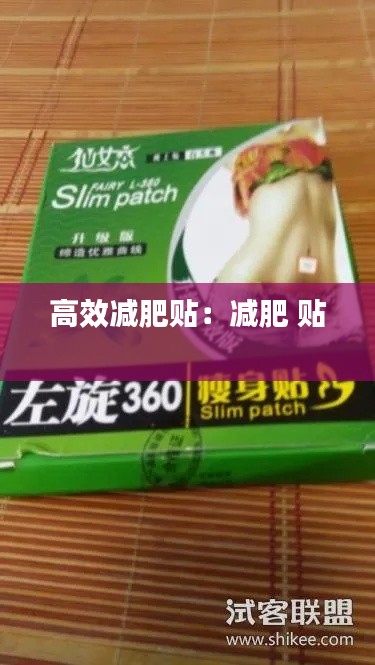 仙女态
FAIRY L-360
Slim patch
升级版
缔造优雅曲线
高效减肥贴：减肥 贴
左旋360
瘦身贴
Slim patch
试客联盟
www.shikee.com